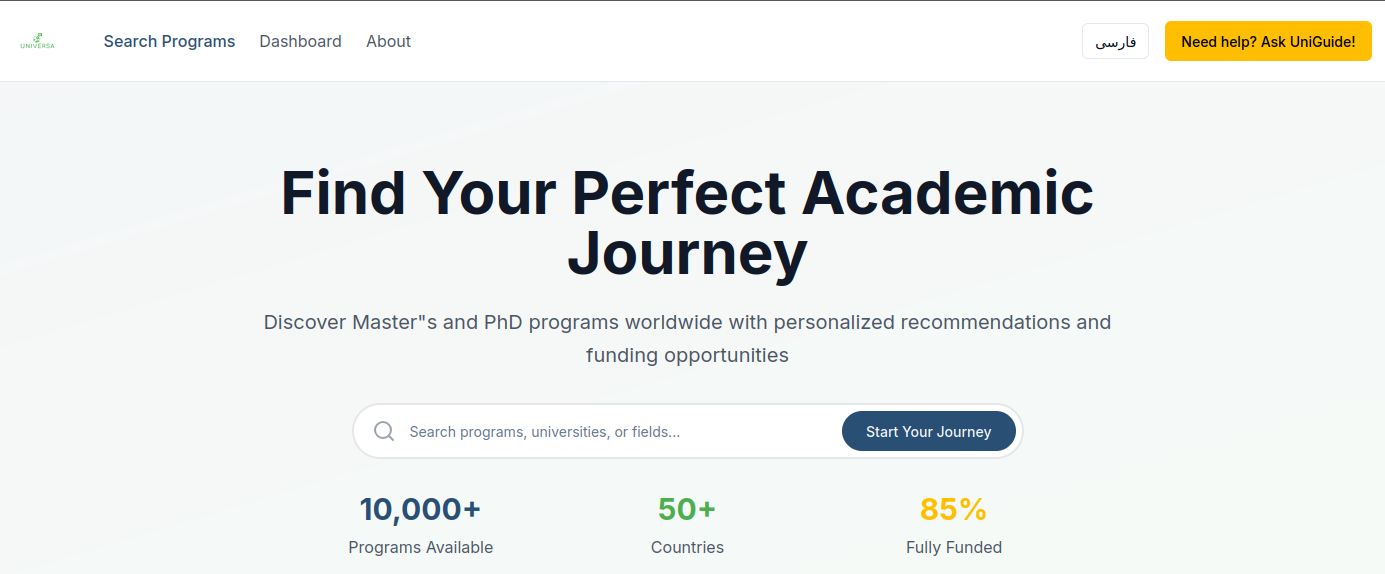 UNIVERSA
Search Programs
Dashboard
About
فارسی
Need help? Ask UniGuide!
Find Your Perfect Academic
Journey
Discover Master"s and PhD programs worldwide with personalized recommendations and
funding opportunities
Search programs, universities, or fields...
Start Your Journey
10,000+
50+
85%
Programs Available
Countries
Fully Funded